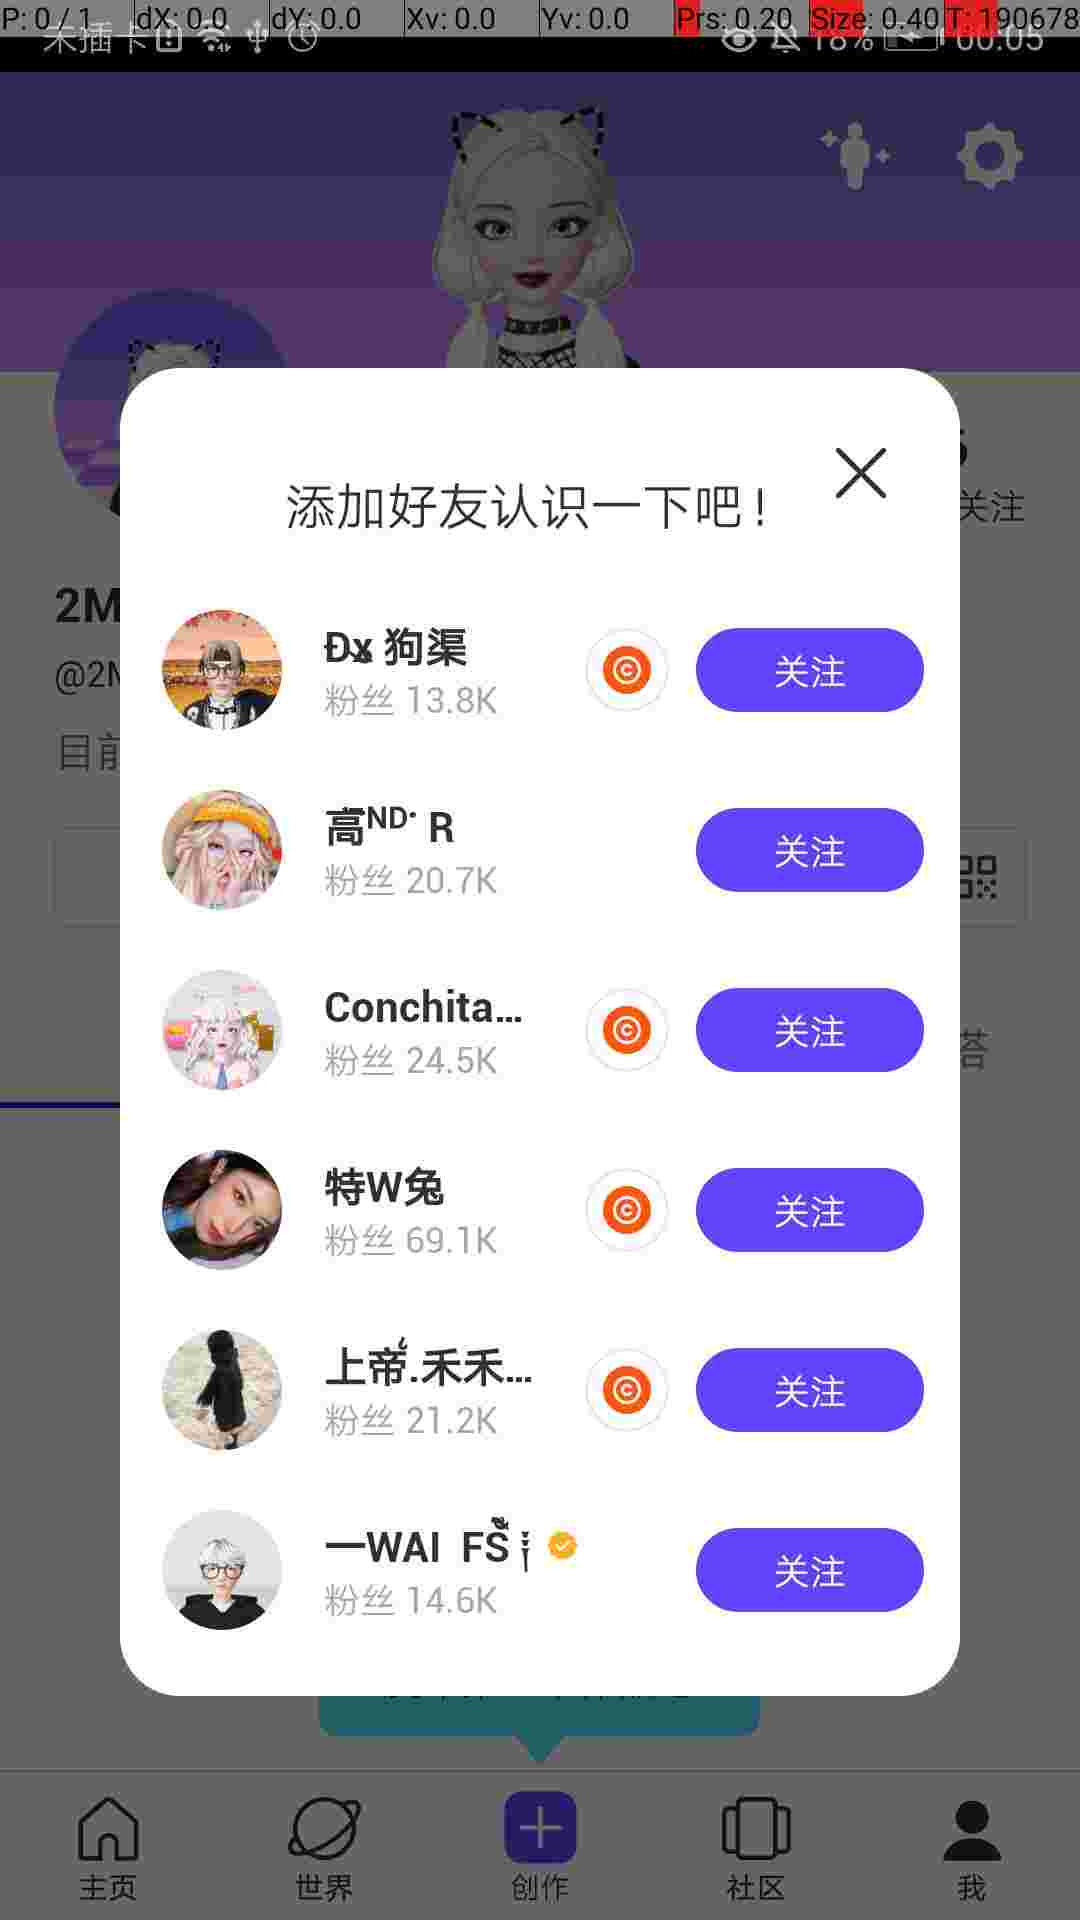 P: 0 / 1 dX: 0.0 dY: 0.0 Xv: 0.0 Yv: 0.0 Prs: 0.20 Size: 0.40 T: 190678
未插卡 18% 00:05
添加好友认识一下吧！
关注
2M
@2M
Đx 狗渠
粉丝 13.8K
关注
目前
高ᴺᴰ· R
粉丝 20.7K
关注
Conchita...
粉丝 24.5K
关注
答
特W兔
粉丝 69.1K
关注
上帝.禾禾...
粉丝 21.2K
关注
一WAI FS
粉丝 14.6K
关注
主页
世界
创作
社区
我